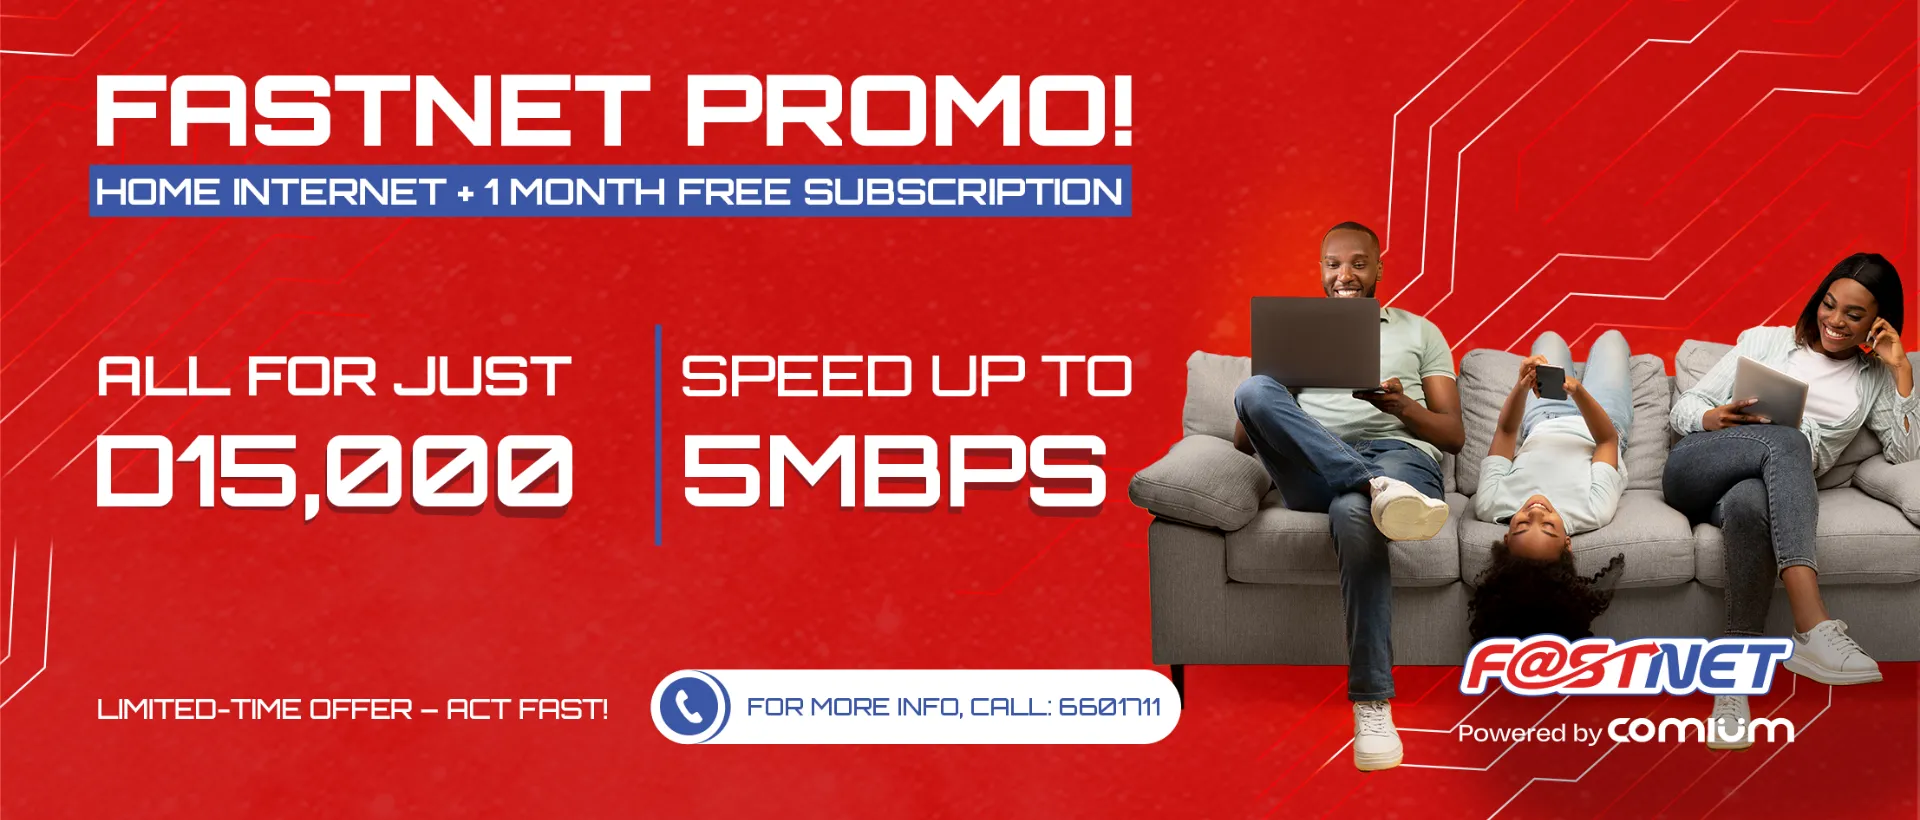 FASTNET PROMO!
HOME INTERNET + 1 MONTH FREE SUBSCRIPTION
ALL FOR JUST
D15,000
SPEED UP TO
5MBPS
LIMITED-TIME OFFER – ACT FAST!
FOR MORE INFO, CALL: 6601711
F@STNET
Powered by comium